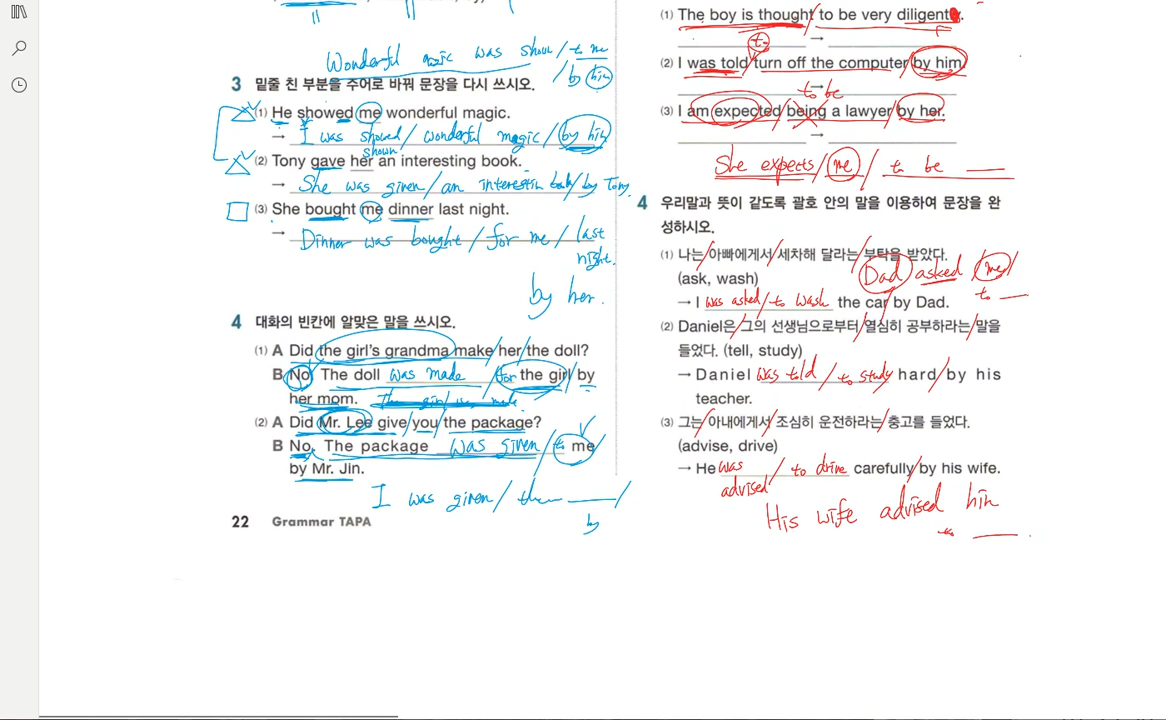 Wonderful magic was shown / to me
/ by him
3 밑줄 친 부분을 주어로 바꿔 문장을 다시 쓰시오.
(1) He showed me wonderful magic.
→ I was showed / wonderful magic / by him
shown
(2) Tony gave her an interesting book.
→ She was given / an interestin book / by Tony.
(3) She bought me dinner last night.
→ Dinner was bought / for me / last
night.
by her.
4 대화의 빈칸에 알맞은 말을 쓰시오.
(1) A Did the girl's grandma make / her / the doll?
B No. The doll was made / for the girl / by
her mom.
(2) A Did Mr. Lee give / you / the package?
B No. The package was given / to me
by Mr. Jin.
I was given / the /
by
22 Grammar TAPA
(1) The boy is thought / to be very diligent.
→
to
(2) I was told / turn off the computer / by him
→
to be
(3) I am expected / being a lawyer / by her.
→
She expects / me / to be
4 우리말과 뜻이 같도록 괄호 안의 말을 이용하여 문장을 완
성하시오.
(1) 나는 / 아빠에게서 / 세차해 달라는 / 부탁을 받았다.
(ask, wash) Dad asked me /
→ I was asked / to wash the car / by Dad. to
(2) Daniel은 / 그의 선생님으로부터 / 열심히 공부하라는 / 말을
들었다. (tell, study)
→ Daniel was told / to study hard / by his
teacher.
(3) 그는 / 아내에게서 / 조심히 운전하라는 / 충고를 들었다.
(advise, drive)
→ He was / to drive carefully / by his wife.
advised
His wife advised him
to